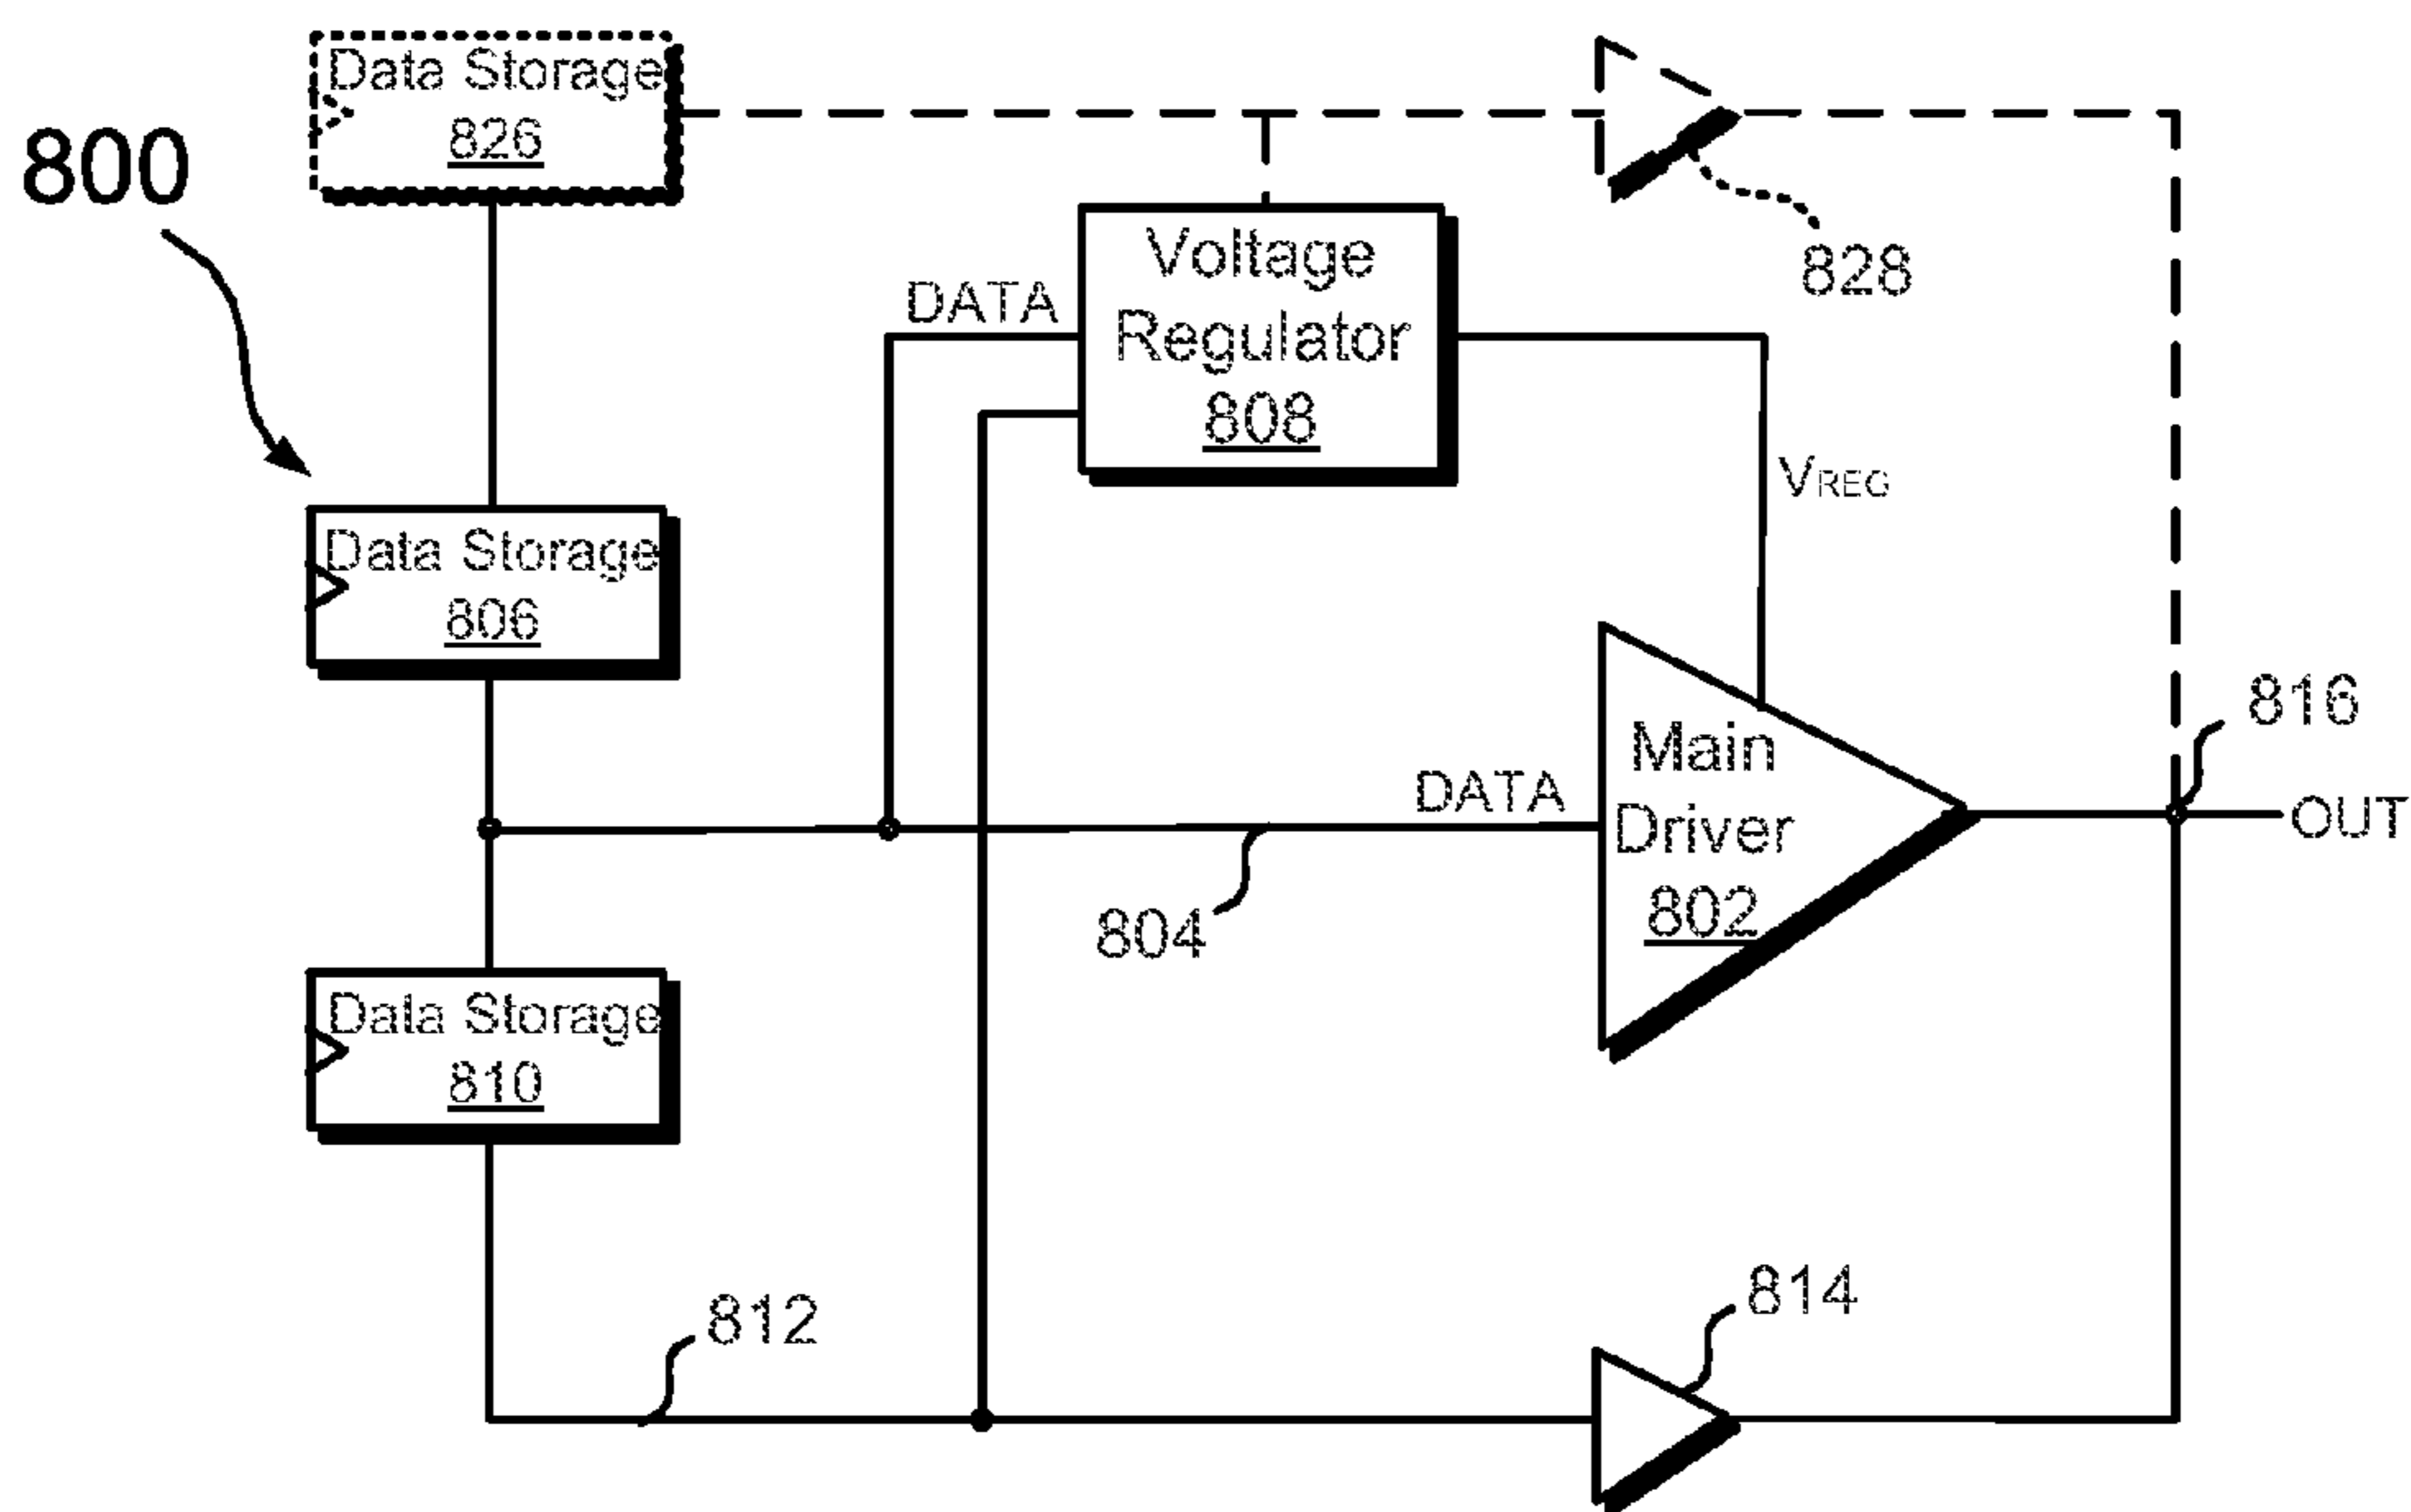 Data Storage
826
800
828
Voltage
Regulator
808
DATA
VREG
Data Storage
806
816
Main
Driver
802
DATA
OUT
804
Data Storage
810
814
812